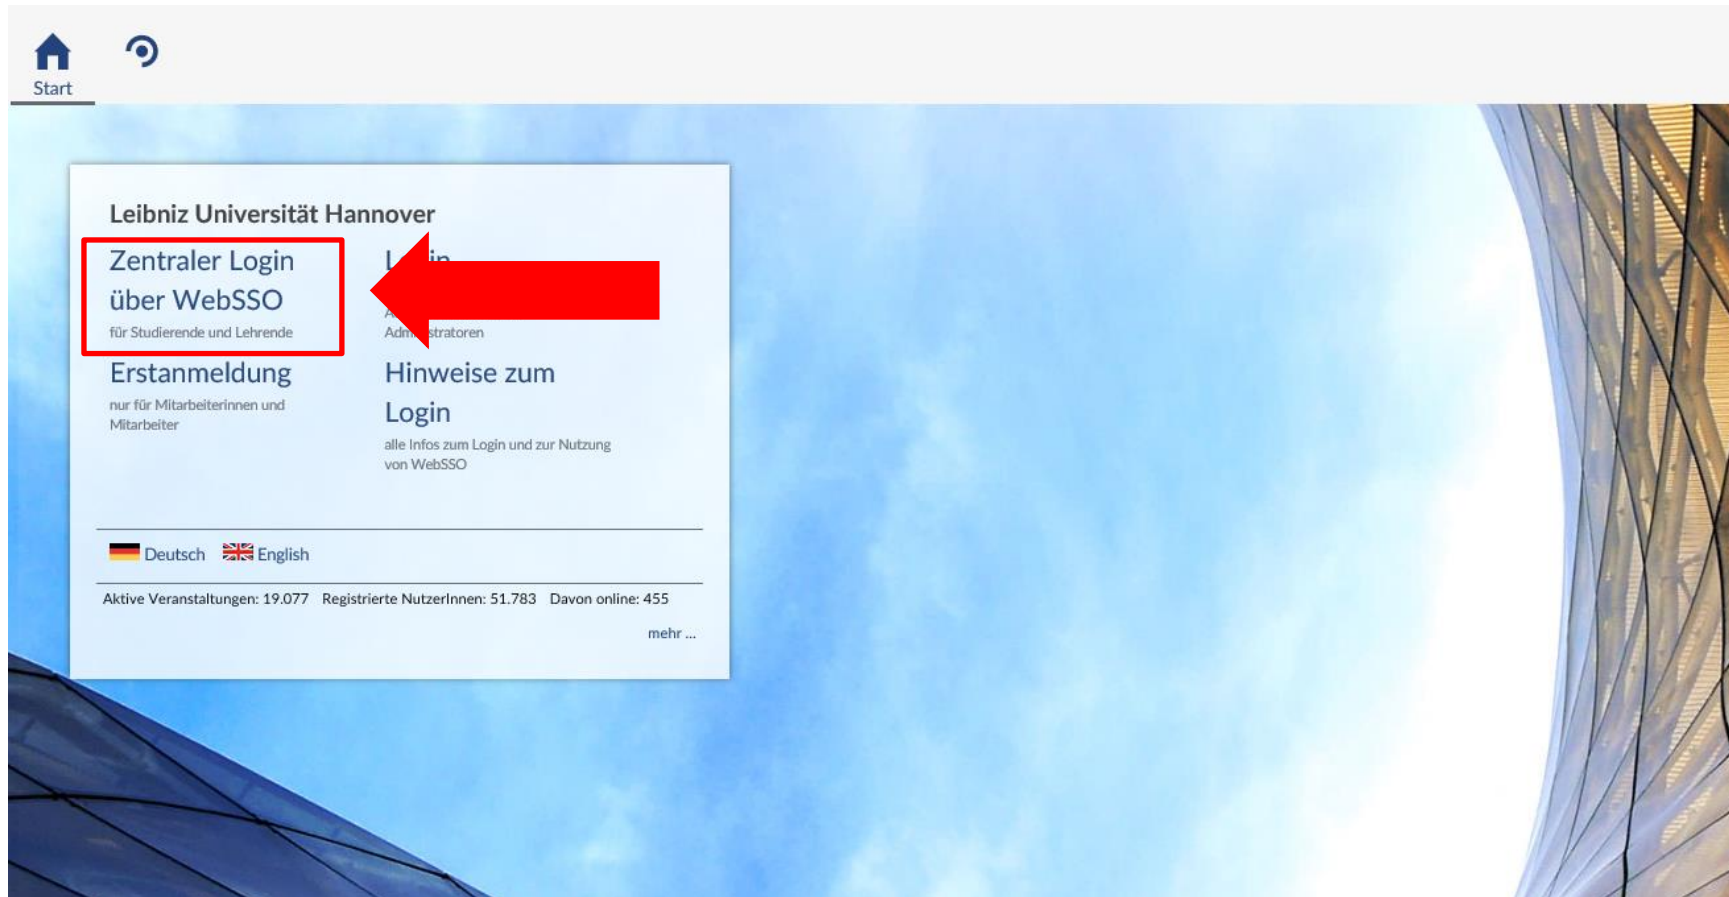 Start
Leibniz Universität Hannover
Zentraler Login
über WebSSO
für Studierende und Lehrende
Erstanmeldung
nur für Mitarbeiterinnen und
Mitarbeiter
Hinweise zum
Login
alle Infos zum Login und zur Nutzung
von WebSSO
Deutsch English
Aktive Veranstaltungen: 19.077 Registrierte NutzerInnen: 51.783 Davon online: 455
mehr ...